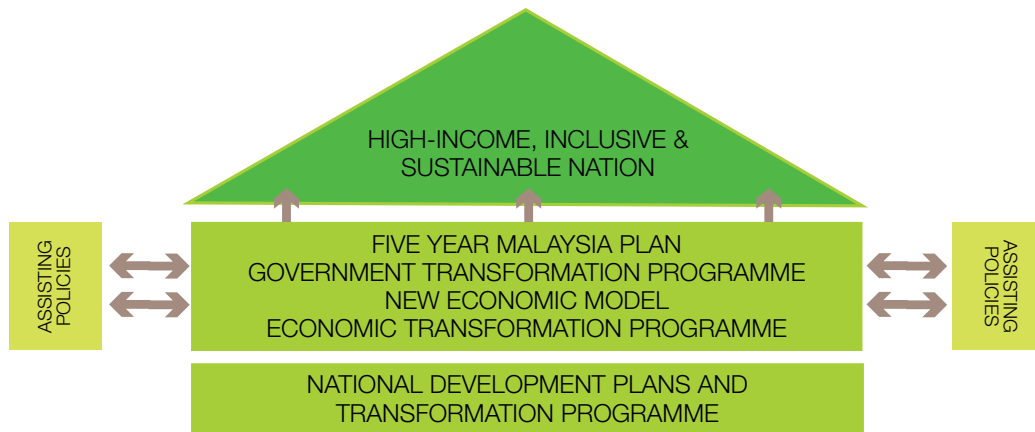 HIGH-INCOME, INCLUSIVE &
SUSTAINABLE NATION
ASSISTING
POLICIES
FIVE YEAR MALAYSIA PLAN
GOVERNMENT TRANSFORMATION PROGRAMME
NEW ECONOMIC MODEL
ECONOMIC TRANSFORMATION PROGRAMME
ASSISTING
POLICIES
NATIONAL DEVELOPMENT PLANS AND
TRANSFORMATION PROGRAMME